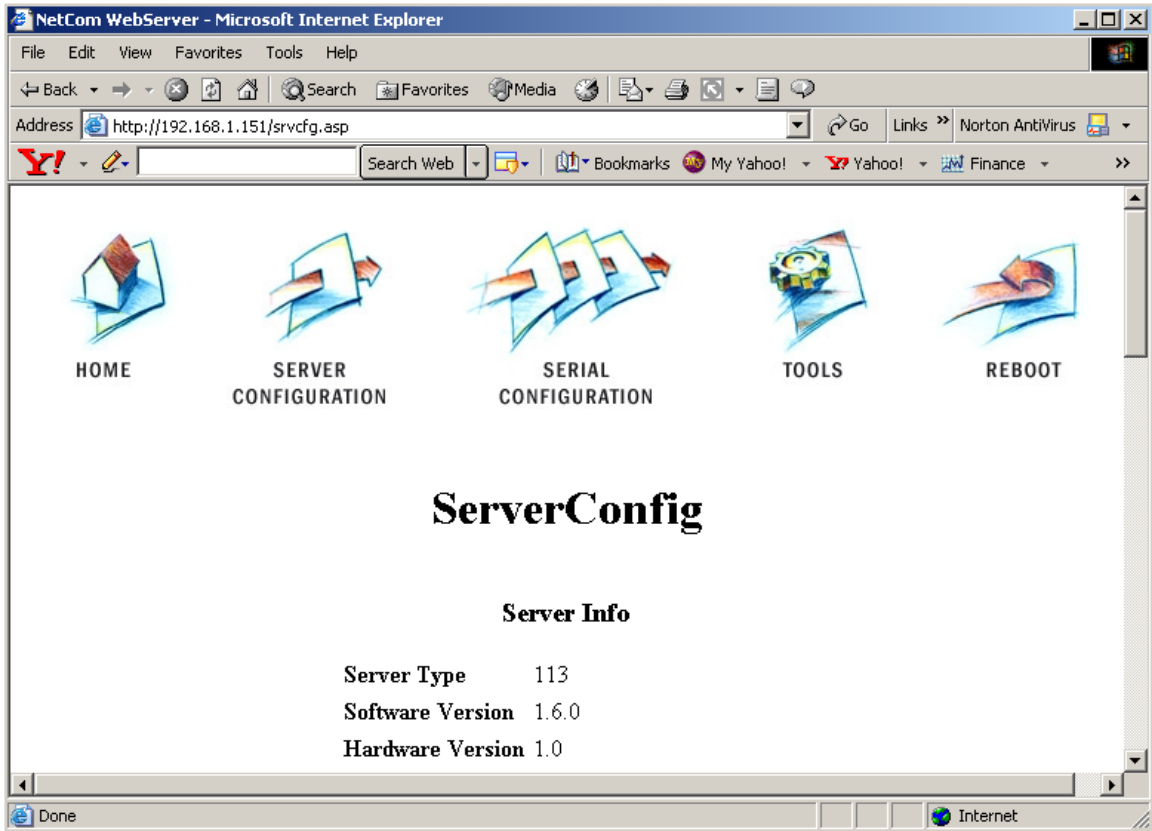 NetCom WebServer - Microsoft Internet Explorer
File Edit View Favorites Tools Help
Back Search Favorites Media
Address http://192.168.1.151/srvcfg.asp Go Links » Norton AntiVirus
Y! Search Web Bookmarks My Yahoo! Yahoo! Finance »
HOME SERVER SERIAL TOOLS REBOOT
CONFIGURATION CONFIGURATION
ServerConfig
Server Info
Server Type 113
Software Version 1.6.0
Hardware Version 1.0
Done Internet